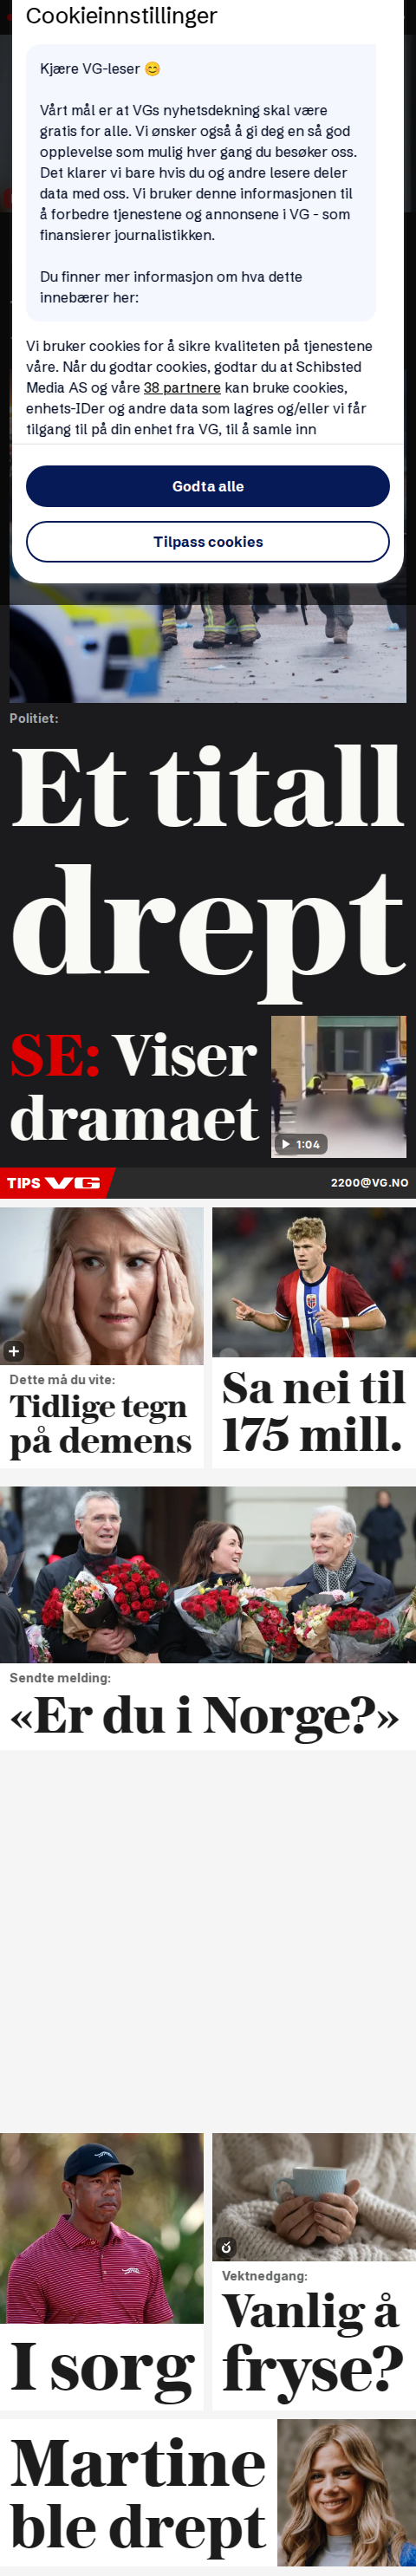 Cookieinnstillinger
Kjære VG-leser 😊
Vårt mål er at VGs nyhetsdekning skal være
gratis for alle. Vi ønsker også å gi deg en så god
opplevelse som mulig hver gang du besøker oss.
Det klarer vi bare hvis du og andre lesere deler
data med oss. Vi bruker denne informasjonen til
å forbedre tjenestene og annonsene i VG - som
finansierer journalistikken.
Du finner mer informasjon om hva dette
innebærer her:
Vi bruker cookies for å sikre kvaliteten på tjenestene
våre. Når du godtar cookies, godtar du at Schibsted
Media AS og våre 38 partnere kan bruke cookies,
enhets-IDer og andre data som lagres og/eller vi får
tilgang til på din enhet fra VG, til å samle inn
Godta alle
Tilpass cookies
Politiet:
Et titall
drept
SE: Viser
dramaet
1:04
TIPS VG
2200@VG.NO
Dette må du vite:
Tidlige tegn
på demens
Sa nei til
175 mill.
Sendte melding:
«Er du i Norge?»
I sorg
Vektnedgang:
Vanlig å
fryse?
Martine
ble drept